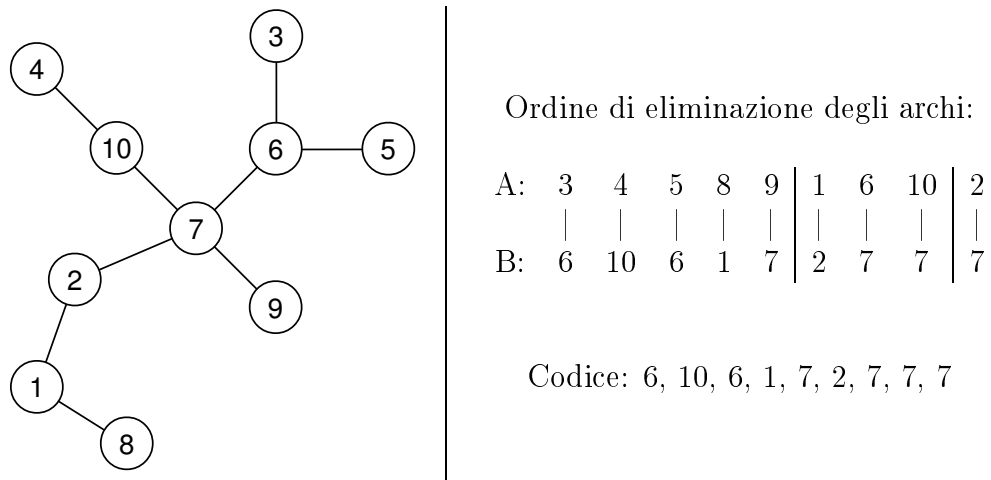 3
4
10
6
5
7
2
9
1
8
Ordine di eliminazione degli archi:
A: 3 4 5 8 9 1 6 10 2
B: 6 10 6 1 7 2 7 7 7
Codice: 6, 10, 6, 1, 7, 2, 7, 7, 7